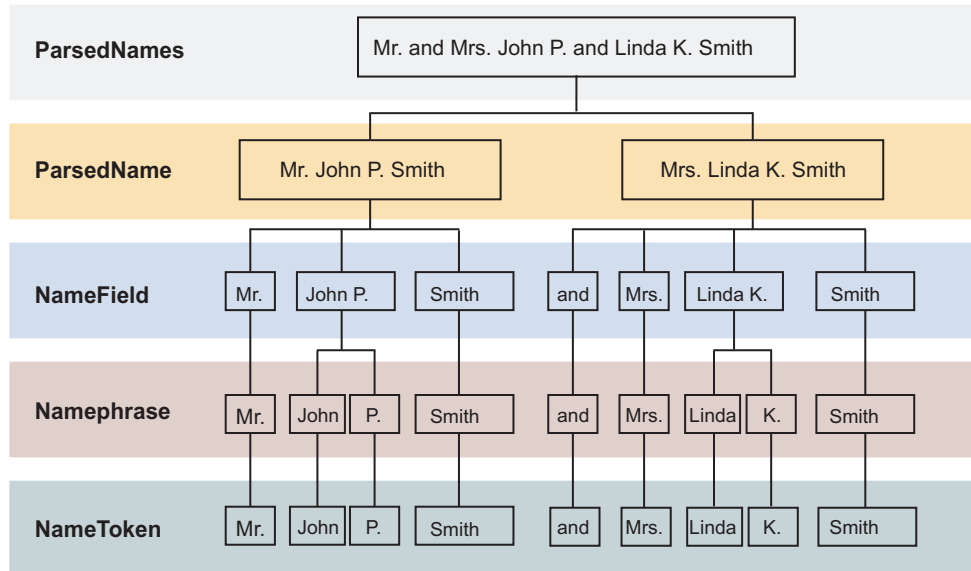 ParsedNames
Mr. and Mrs. John P. and Linda K. Smith
ParsedName
Mr. John P. Smith
Mrs. Linda K. Smith
NameField
Mr.
John P.
Smith
and
Mrs.
Linda K.
Smith
Namephrase
Mr.
John
P.
Smith
and
Mrs.
Linda
K.
Smith
NameToken
Mr.
John
P.
Smith
and
Mrs.
Linda
K.
Smith